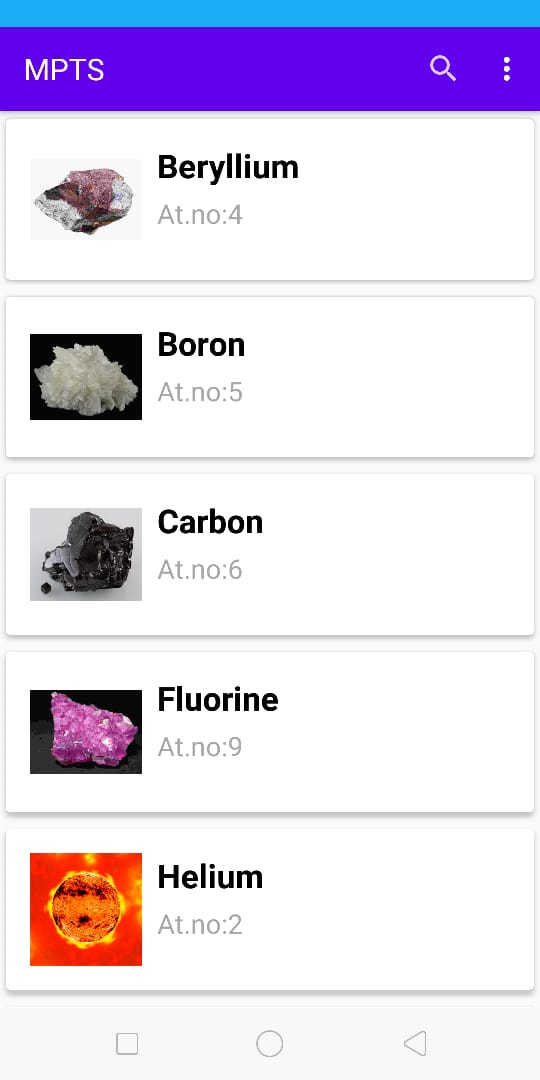 MPTS
Beryllium
At.no:4
Boron
At.no:5
Carbon
At.no:6
Fluorine
At.no:9
Helium
At.no:2